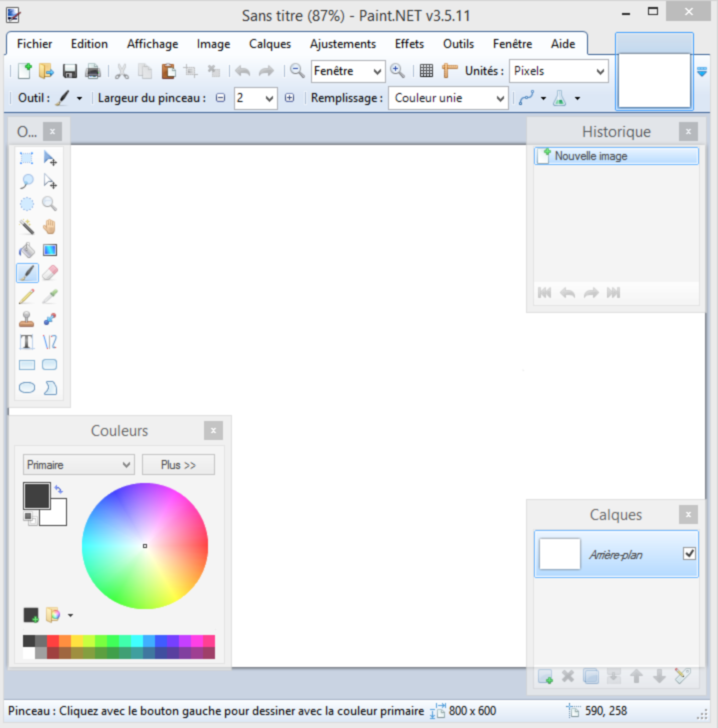 Sans titre (87%) - Paint.NET v3.5.11
Fichier Edition Affichage Image Calques Ajustements Effets Outils Fenêtre Aide
Fenêtre Unités : Pixels
Outil : Largeur du pinceau : 2 Remplissage : Couleur unie
O... x
Historique x
Nouvelle image
T
Couleurs x
Primaire Plus >>
Calques x
Arrière-plan
Pinceau : Cliquez avec le bouton gauche pour dessiner avec la couleur primaire 800 x 600 590, 258